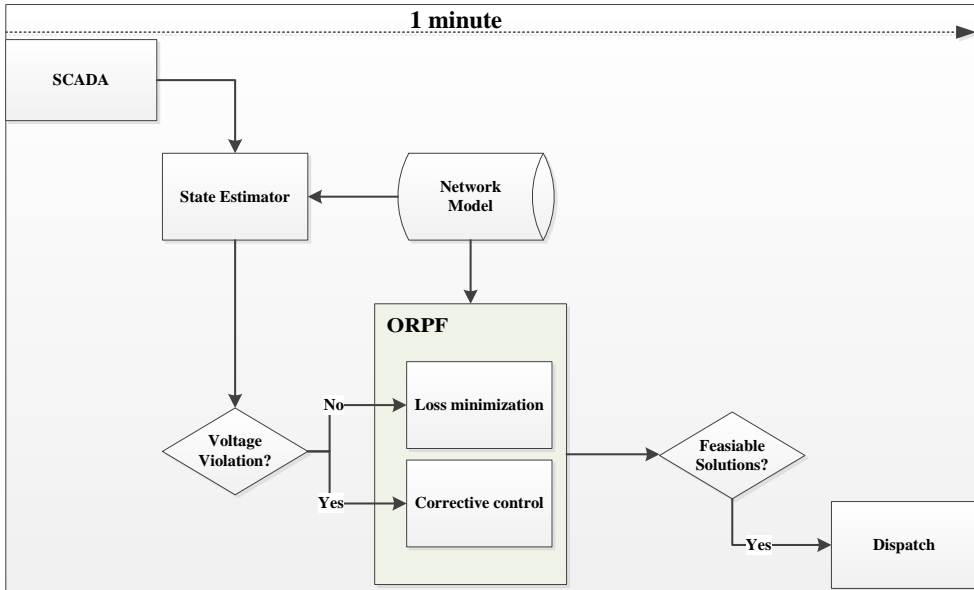 1 minute
SCADA
State Estimator
Network
Model
ORPF
No
Loss minimization
Voltage
Violation?
Feasiable
Solutions?
Yes
Corrective control
Yes
Dispatch